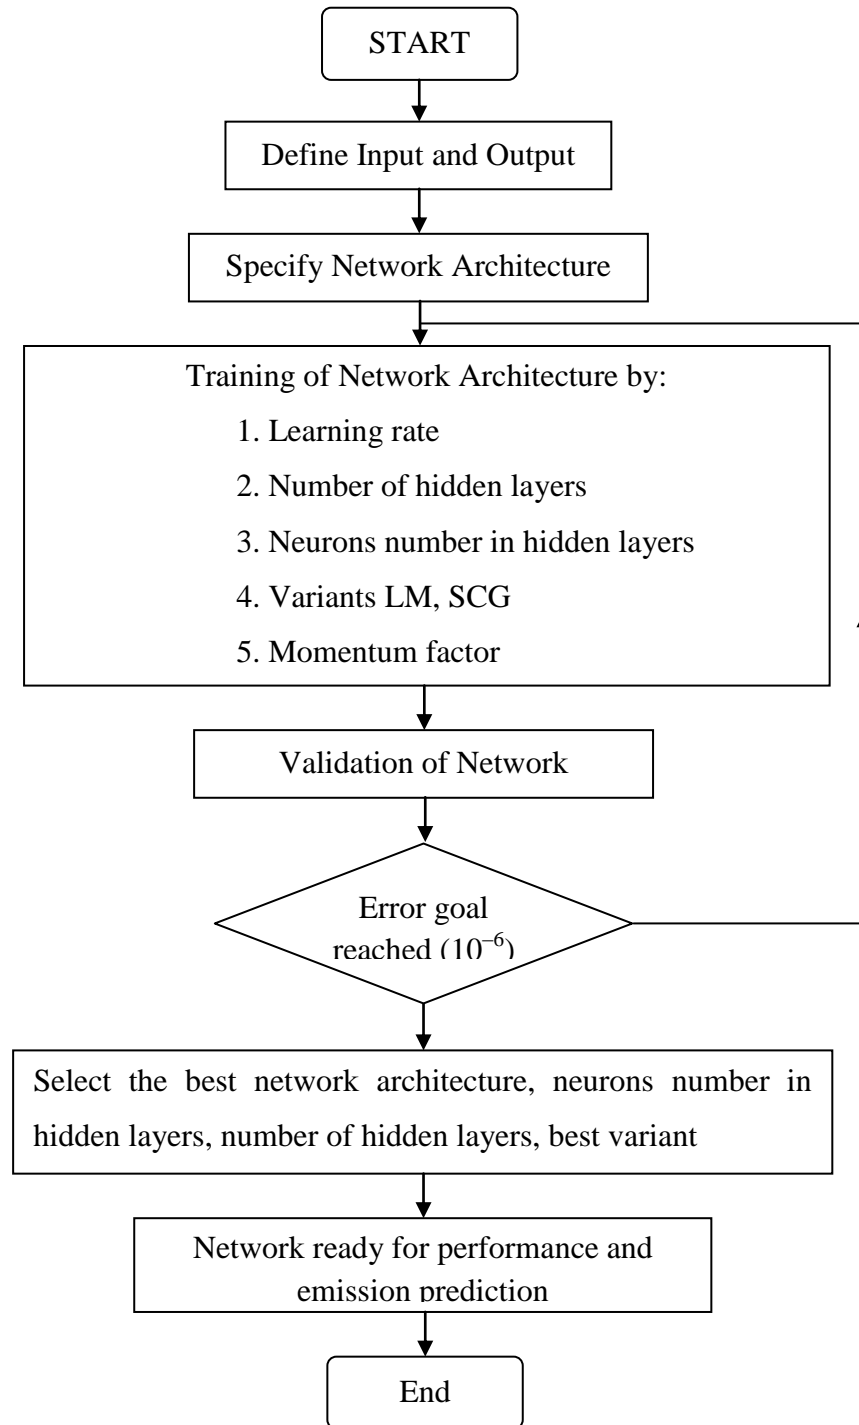 START
Define Input and Output
Specify Network Architecture
Training of Network Architecture by:
1. Learning rate
2. Number of hidden layers
3. Neurons number in hidden layers
4. Variants LM, SCG
5. Momentum factor
Validation of Network
Error goal
reached (10⁻⁶)
Select the best network architecture, neurons number in
hidden layers, number of hidden layers, best variant
Network ready for performance and
emission prediction
End